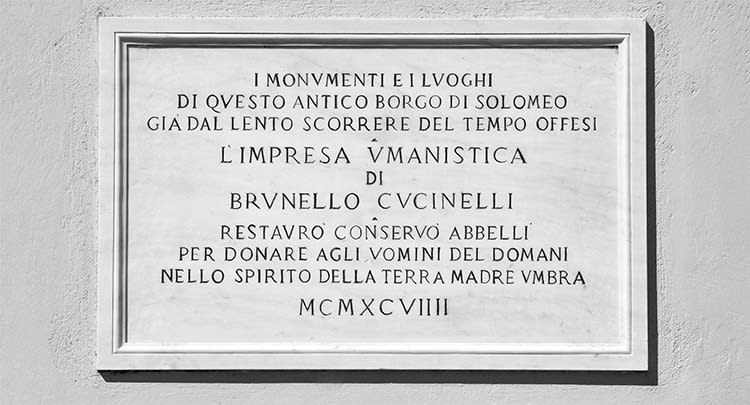 I MONVMENTI E I LVOGHI
DI QVESTO ANTICO BORGO DI SOLOMEO
GIÀ DAL LENTO SCORRERE DEL TEMPO OFFESI
L'IMPRESA VMANISTICA
DI
BRVNELLO CVCINELLI
RESTAVRÒ CONSERVÒ ABBELLÌ
PER DONARE AGLI VOMINI DEL DOMANI
NELLO SPIRITO DELLA TERRA MADRE VMBRA
MCMXCVIIII